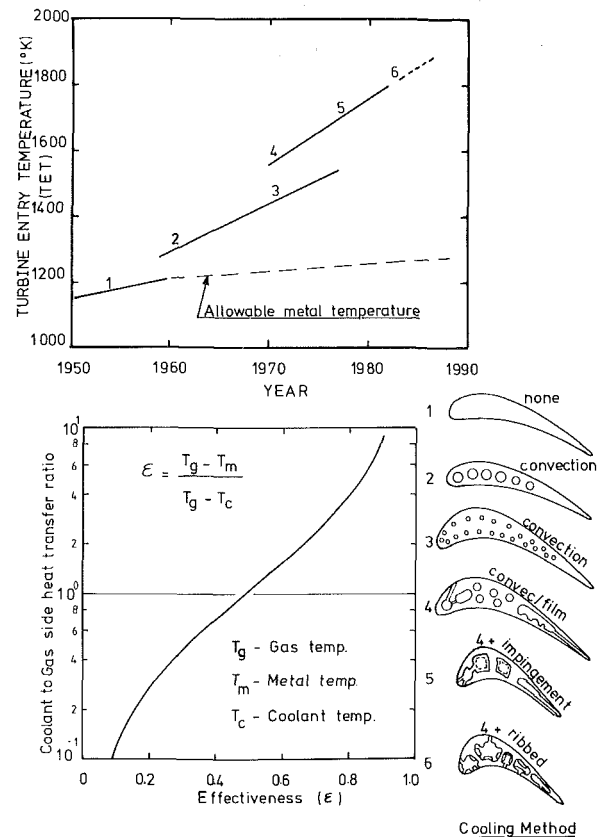 2000
1800
1600
1400
1200
1000
TURBINE ENTRY TEMPERATURE (°K)
(TET)
1
2
3
4
5
6
Allowable metal temperature
1950
1960
1970
1980
1990
YEAR
10¹
8
6
4
2
10⁰
8
6
4
2
10⁻¹
Coolant to Gas side heat transfer ratio
ε = Tg - Tm / Tg - Tc
Tg - Gas temp.
Tm - Metal temp.
Tc - Coolant temp.
0
0.2
0.4
0.6
0.8
1.0
Effectiveness (ε)
1 none
2 convection
3 convection
4 convec/film
5 4 + impingement
6 4 + ribbed
Cooling Method